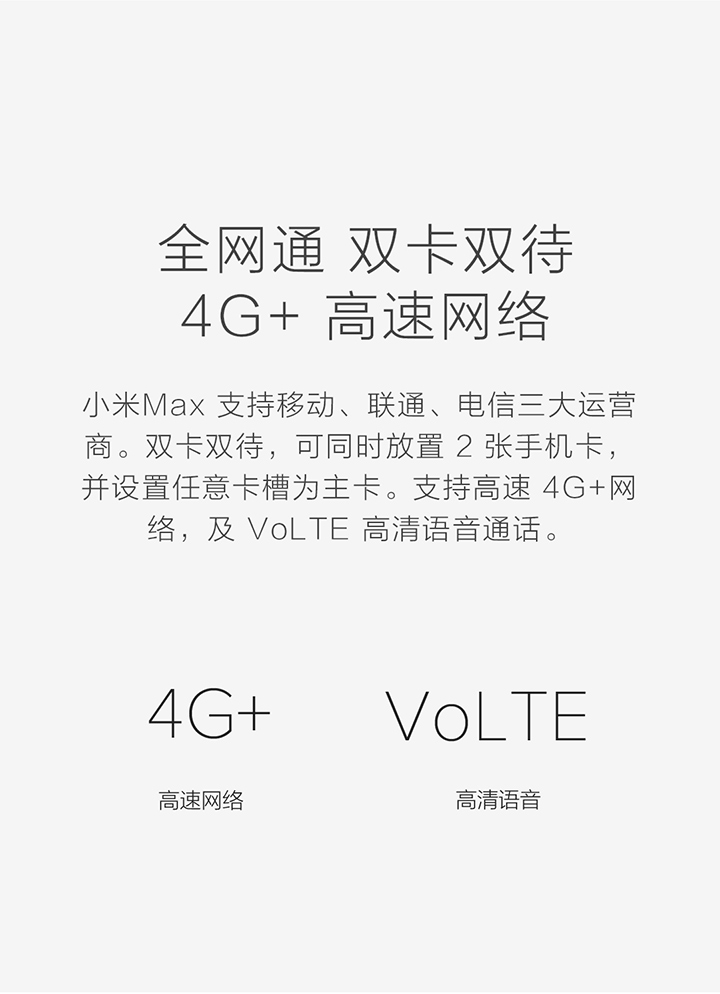 全网通 双卡双待
4G+ 高速网络
小米Max 支持移动、联通、电信三大运营
商。双卡双待，可同时放置 2 张手机卡，
并设置任意卡槽为主卡。支持高速 4G+网
络，及 VoLTE 高清语音通话。
4G+
VoLTE
高速网络
高清语音